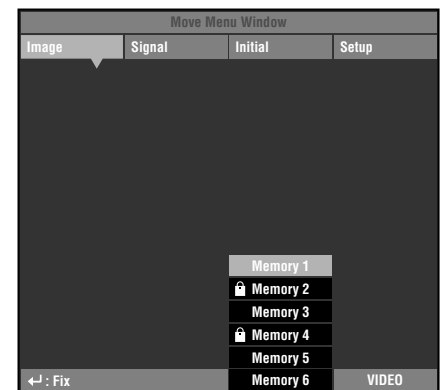 Move Menu Window
Image Signal Initial Setup
Memory 1
Memory 2
Memory 3
Memory 4
Memory 5
↵ : Fix Memory 6 VIDEO